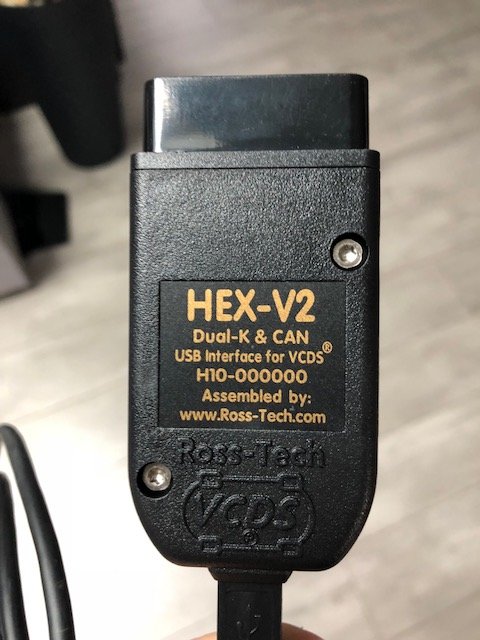 HEX-V2
Dual-K & CAN
USB Interface for VCDS®
H10-000000
Assembled by:
www.Ross-Tech.com
Ross-Tech
VCDS
®